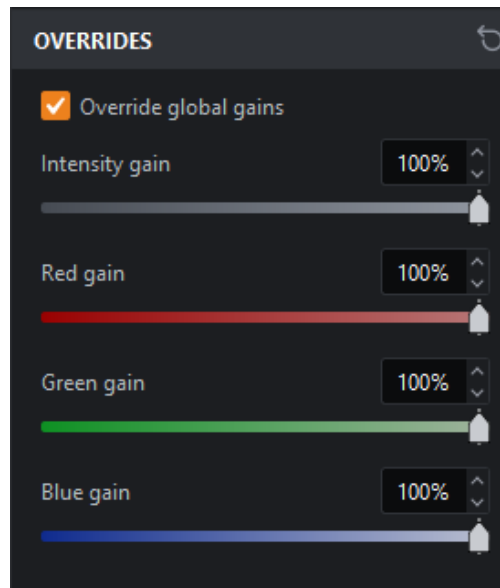 OVERRIDES
Override global gains
Intensity gain 100%
Red gain 100%
Green gain 100%
Blue gain 100%